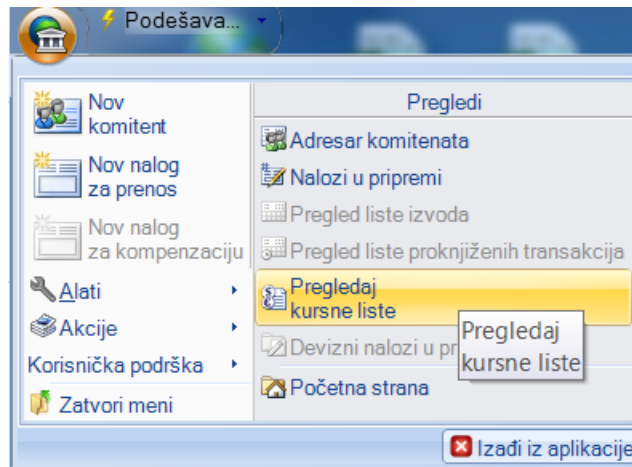 Podešava...
Nov
komitent
Nov nalog
za prenos
Nov nalog
za kompenzaciju
Alati
Akcije
Korisnička podrška
Zatvori meni
Pregledi
Adresar komitenata
Nalozi u pripremi
Pregled liste izvoda
Pregled liste proknjiženih transakcija
Pregledaj
kursne liste
Devizni nalozi u pr
Početna strana
Pregledaj
kursne liste
Izađi iz aplikacije